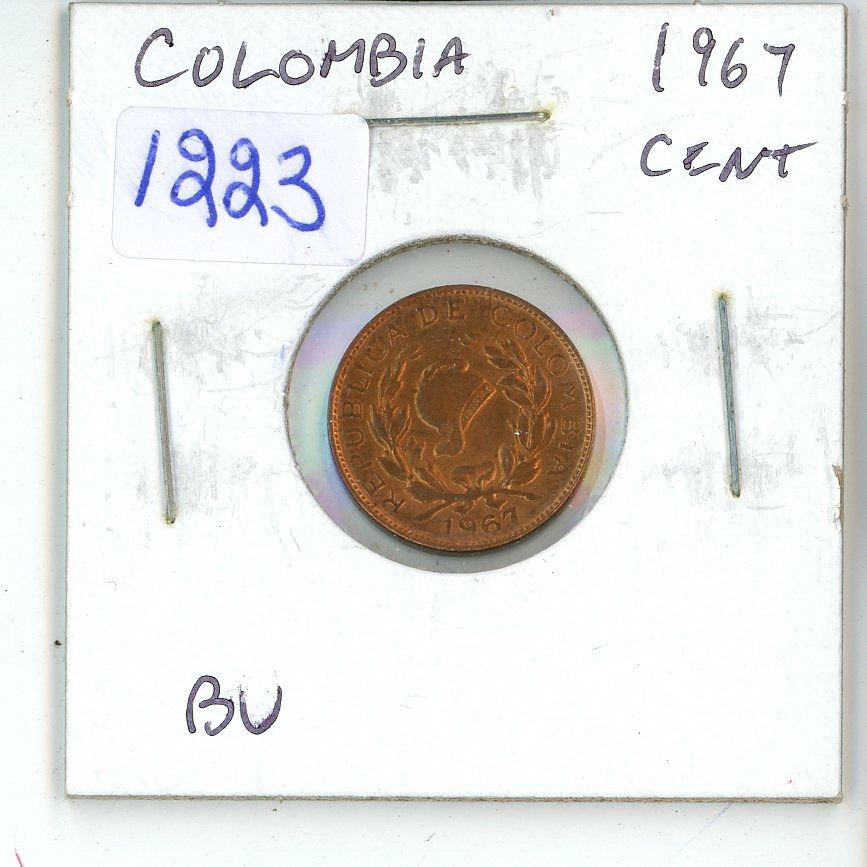 COLOMBIA 1967
CENT
1223
REPUBLICA DE COLOMBIA
1967
BU